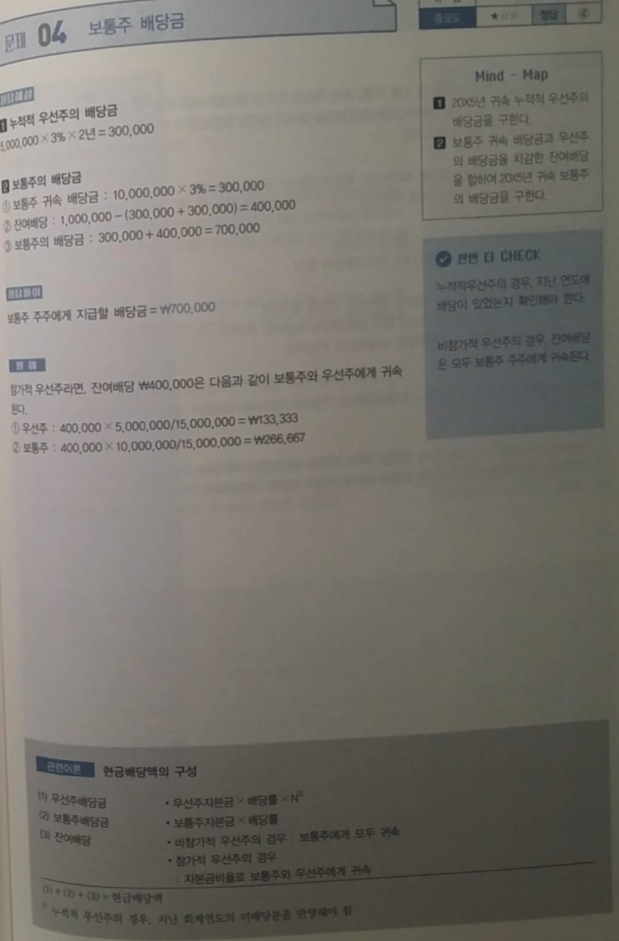 문제 04 보통주 배당금
중요도 ★☆☆ 정답 ④
정답해설
1 누적적 우선주의 배당금
5,000,000×3%×2년=300,000
2 보통주의 배당금
① 보통주 귀속 배당금 : 10,000,000×3%=300,000
② 잔여배당 : 1,000,000-(300,000+300,000)=400,000
③ 보통주의 배당금 : 300,000+400,000=700,000
정답풀이
보통주 주주에게 지급할 배당금=₩700,000
참가적 우선주라면, 잔여배당 ₩400,000은 다음과 같이 보통주와 우선주에게 귀속
된다.
① 우선주 : 400,000×5,000,000/15,000,000=₩133,333
② 보통주 : 400,000×10,000,000/15,000,000=₩266,667
Mind - Map
1 20X5년 귀속 누적적 우선주의
배당금을 구한다.
2 보통주 귀속 배당금과 우선주
의 배당금을 차감한 잔여배당
을 합하여 20X5년 귀속 보통주
의 배당금을 구한다.
한번 더 CHECK
누적적우선주의 경우, 지난 연도에
배당이 있었는지 확인해야 한다.
비참가적 우선주의 경우, 잔여배당
은 모두 보통주 주주에게 귀속된다.
관련이론 현금배당액의 구성
(1) 우선주배당금 • 우선주자본금×배당률×N¹⁾
(2) 보통주배당금 • 보통주자본금×배당률
(3) 잔여배당 • 비참가적 우선주의 경우 : 보통주에게 모두 귀속
• 참가적 우선주의 경우
: 자본금비율로 보통주와 우선주에게 귀속
(1)+(2)+(3)=현금배당액
¹⁾ 누적적 우선주의 경우, 지난 회계연도의 미배당분을 반영해야 함